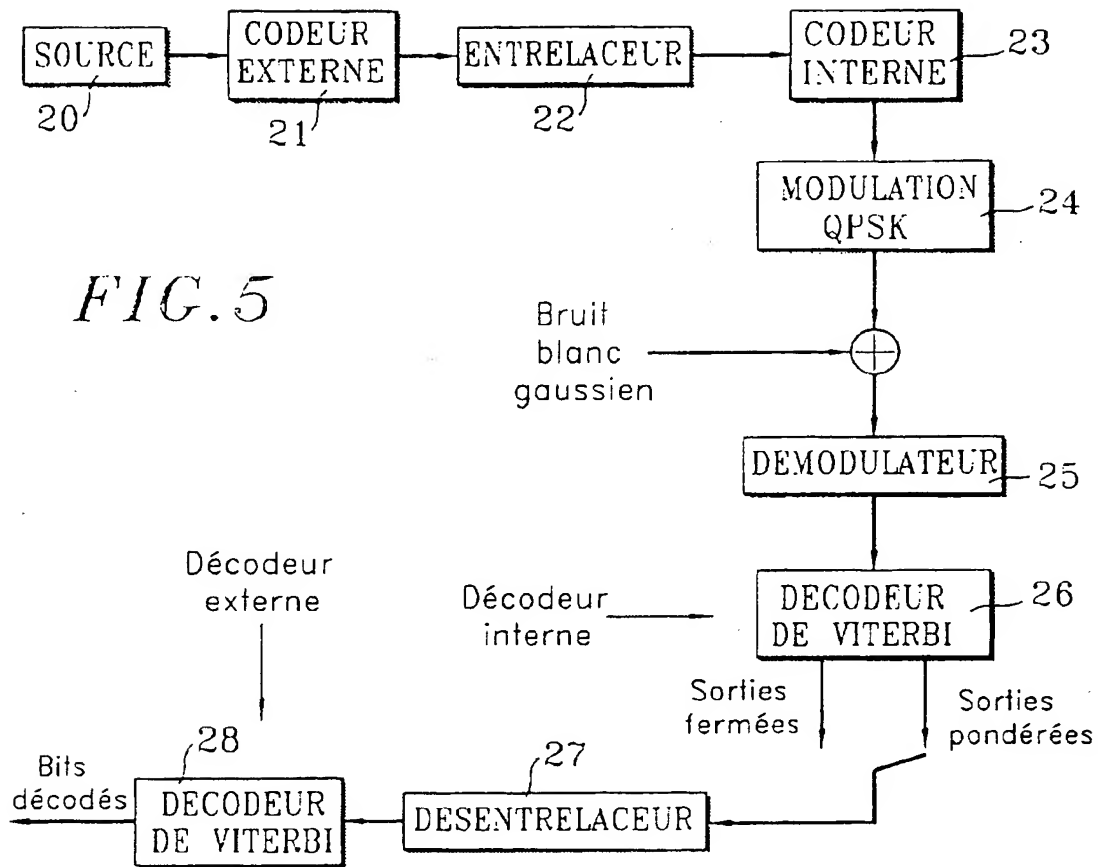 SOURCE
20
CODEUR
EXTERNE
21
ENTRELACEUR
22
CODEUR
INTERNE
23
MODULATION
QPSK
24
FIG.5
Bruit
blanc
gaussien
DEMODULATEUR
25
Décodeur
externe
Décodeur
interne
DECODEUR
DE VITERBI
26
Sorties
fermées
Sorties
pondérées
Bits
décodés
28
DECODEUR
DE VITERBI
27
DESENTRELACEUR